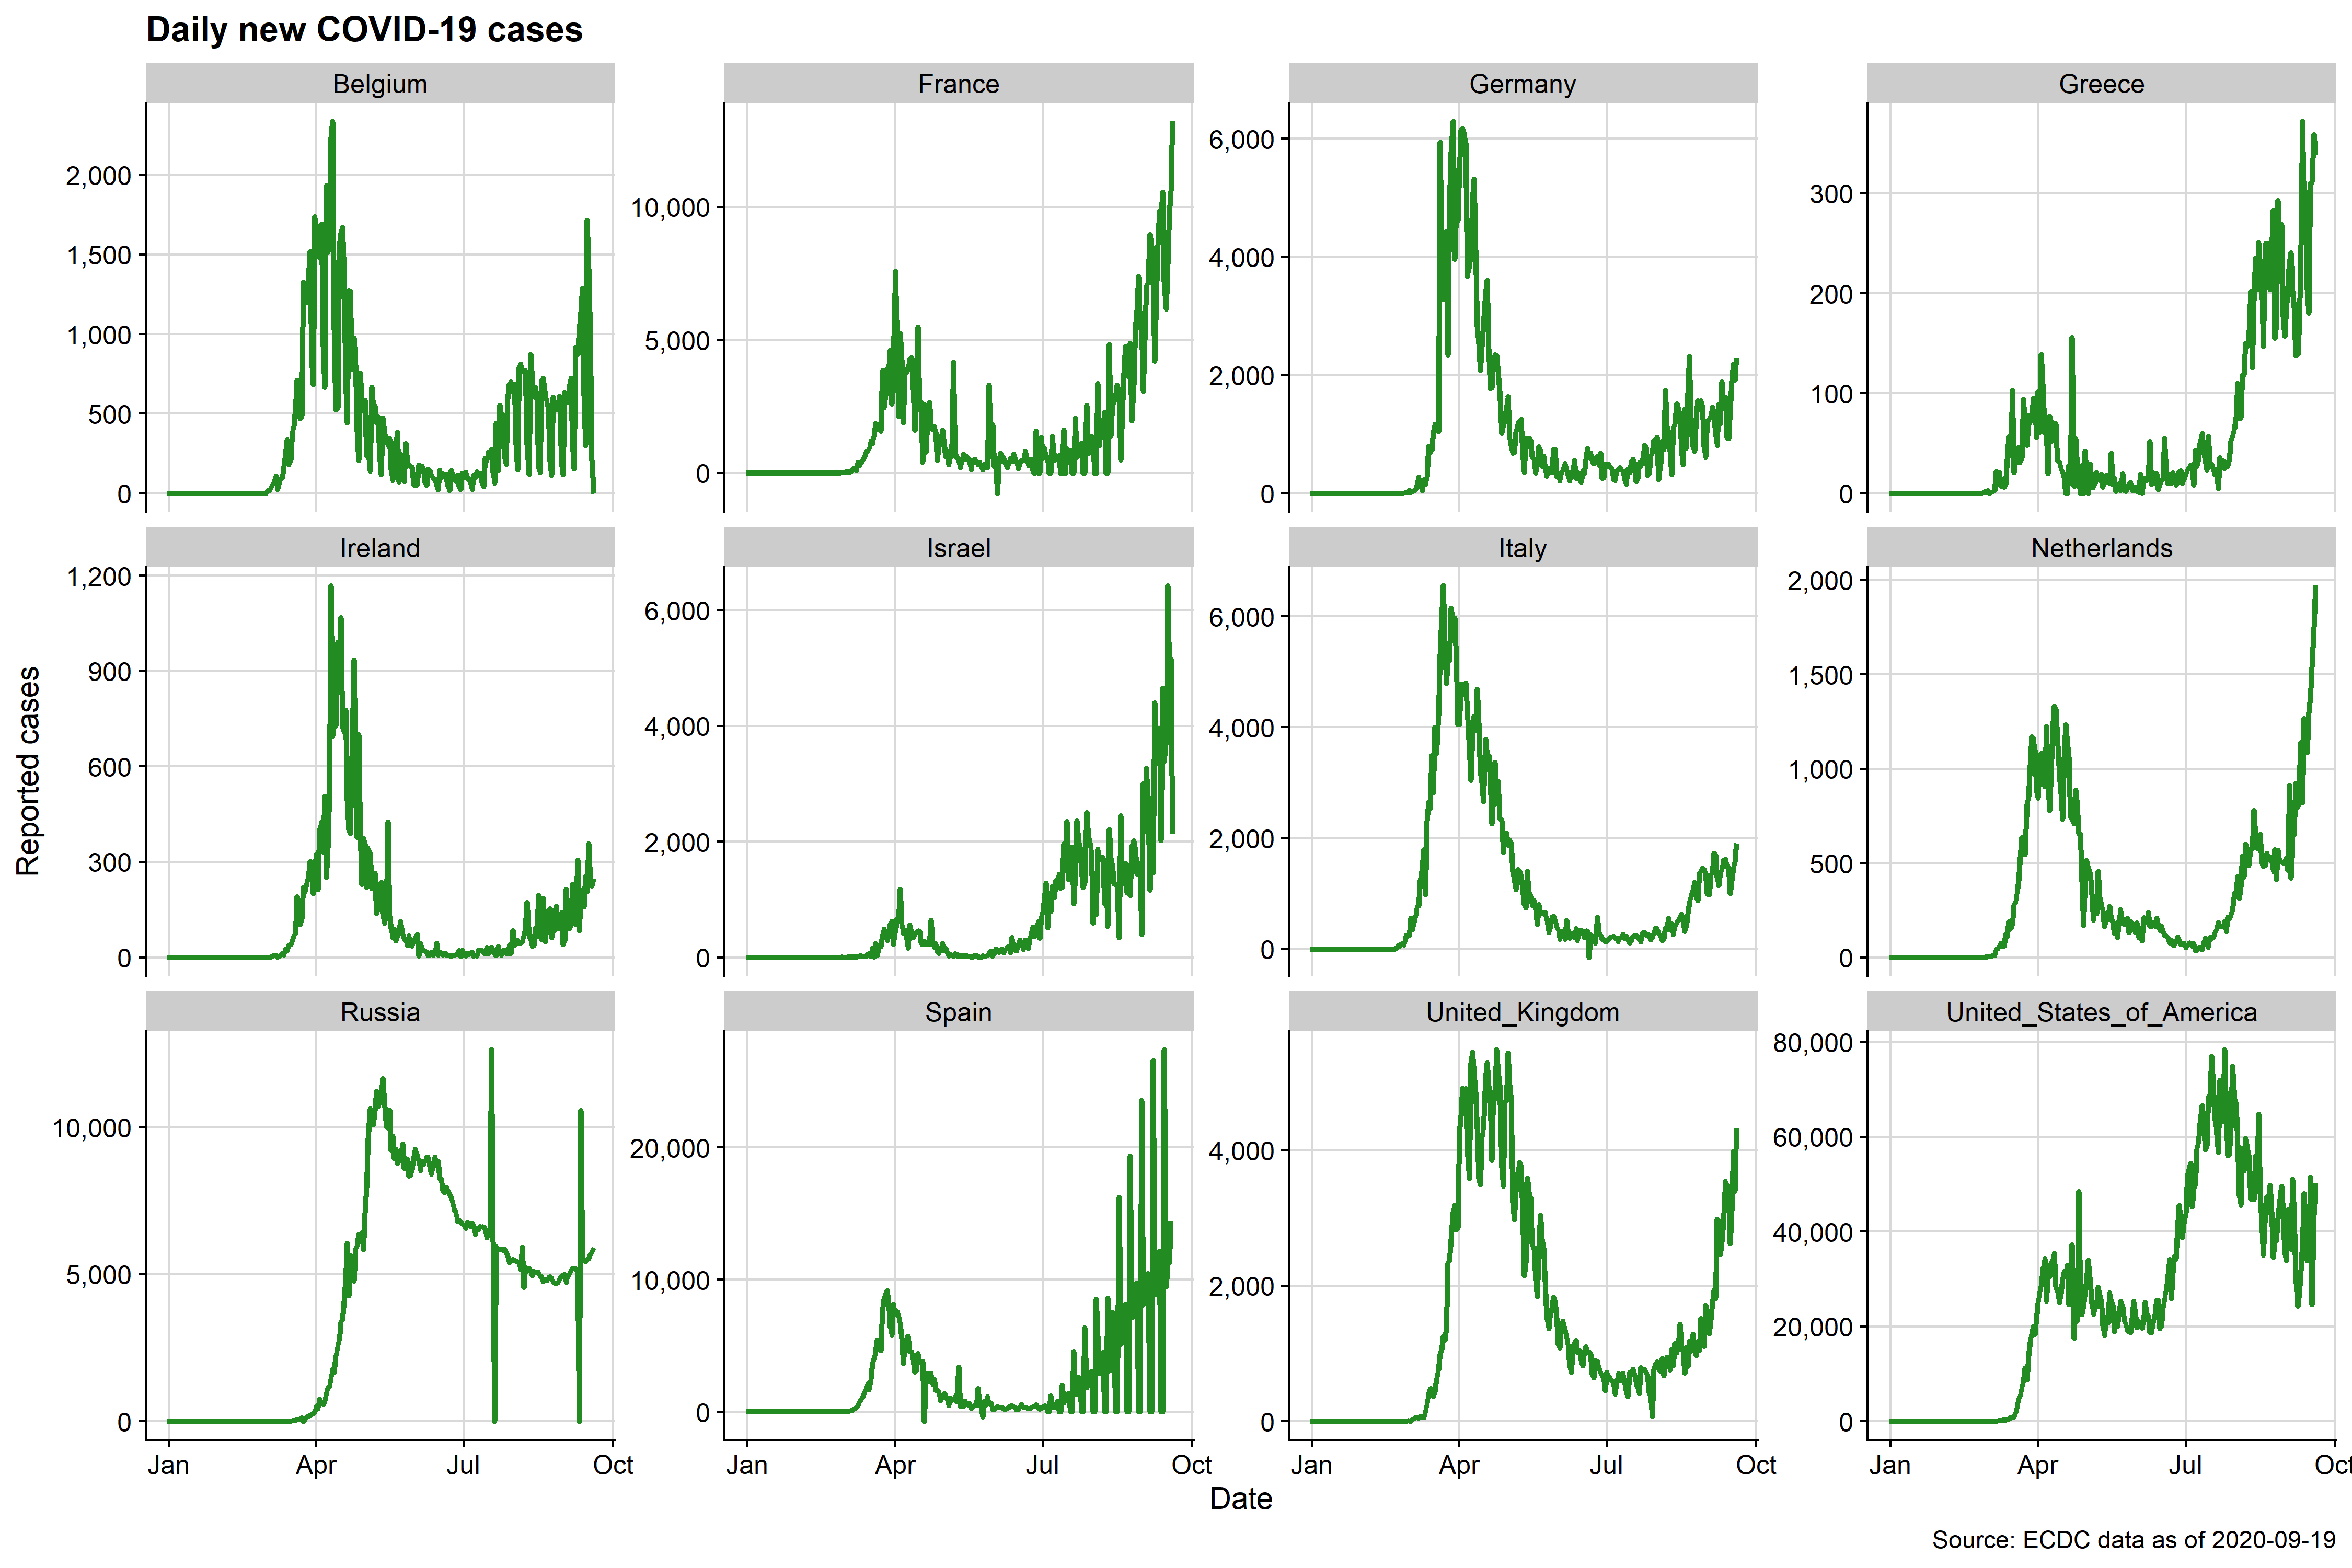 Daily new COVID-19 cases
Belgium
France
Germany
Greece
2,000
1,500
1,000
500
0
10,000
5,000
0
6,000
4,000
2,000
0
300
200
100
0
Ireland
Israel
Italy
Netherlands
1,200
900
600
300
0
6,000
4,000
2,000
0
6,000
4,000
2,000
0
2,000
1,500
1,000
500
0
Reported cases
Russia
Spain
United_Kingdom
United_States_of_America
10,000
5,000
0
20,000
10,000
0
4,000
2,000
0
80,000
60,000
40,000
20,000
0
Jan Apr Jul Oct
Jan Apr Jul Oct
Jan Apr Jul Oct
Jan Apr Jul Oct
Date
Source: ECDC data as of 2020-09-19